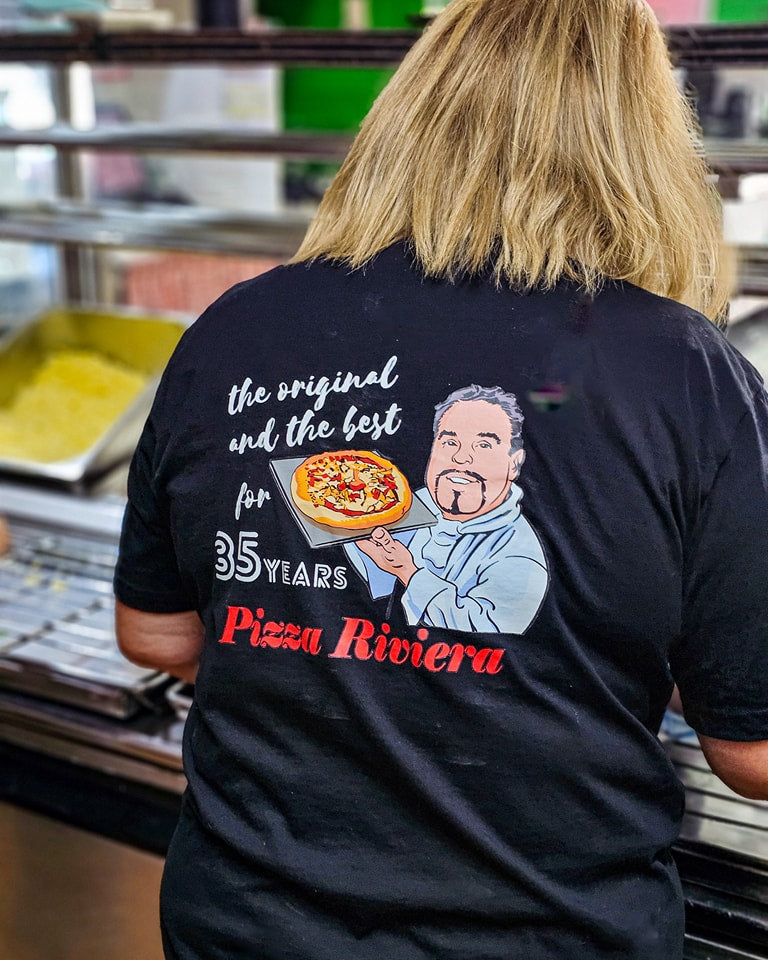 the original
and the best
for
35 YEARS
Pizza Riviera